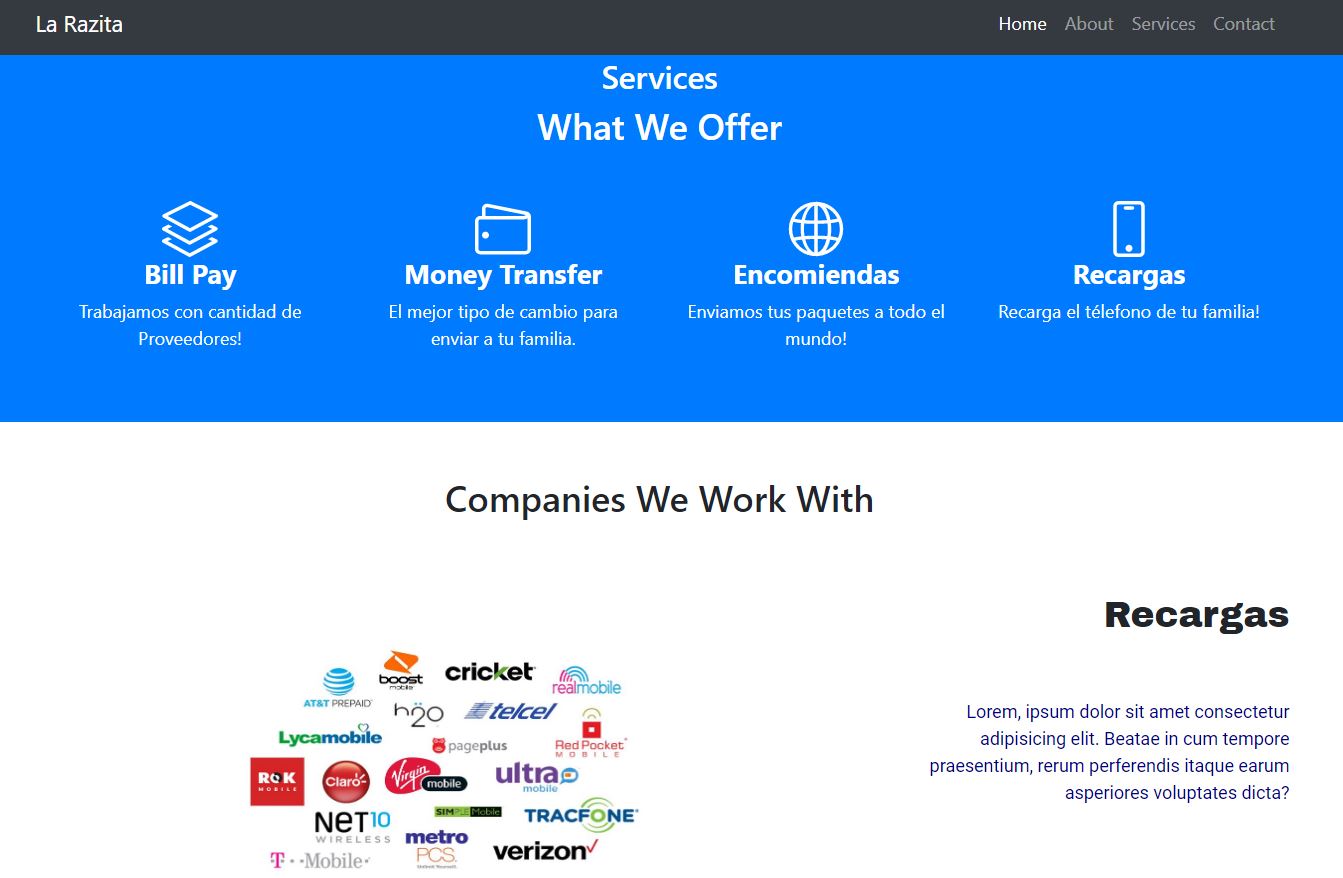 La Razita
Home About Services Contact
Services
What We Offer
Bill Pay
Trabajamos con cantidad de
Proveedores!
Money Transfer
El mejor tipo de cambio para
enviar a tu familia.
Encomiendas
Enviamos tus paquetes a todo el
mundo!
Recargas
Recarga el télefono de tu familia!
Companies We Work With
Recargas
Lorem, ipsum dolor sit amet consectetur
adipisicing elit. Beatae in cum tempore
praesentium, rerum perferendis itaque earum
asperiores voluptates dicta?
AT&T PREPAID
boost
mobile
cricket
realmobile
h2o
telcel
Lycamobile
pageplus
Red Pocket
MOBILE
ROK
MOBILE
Claro
Virgin
mobile
ultra
mobile
NET10
WIRELESS
SIMPLE Mobile
TRACFONE
metro
PCS.
verizon
T · · Mobile ·